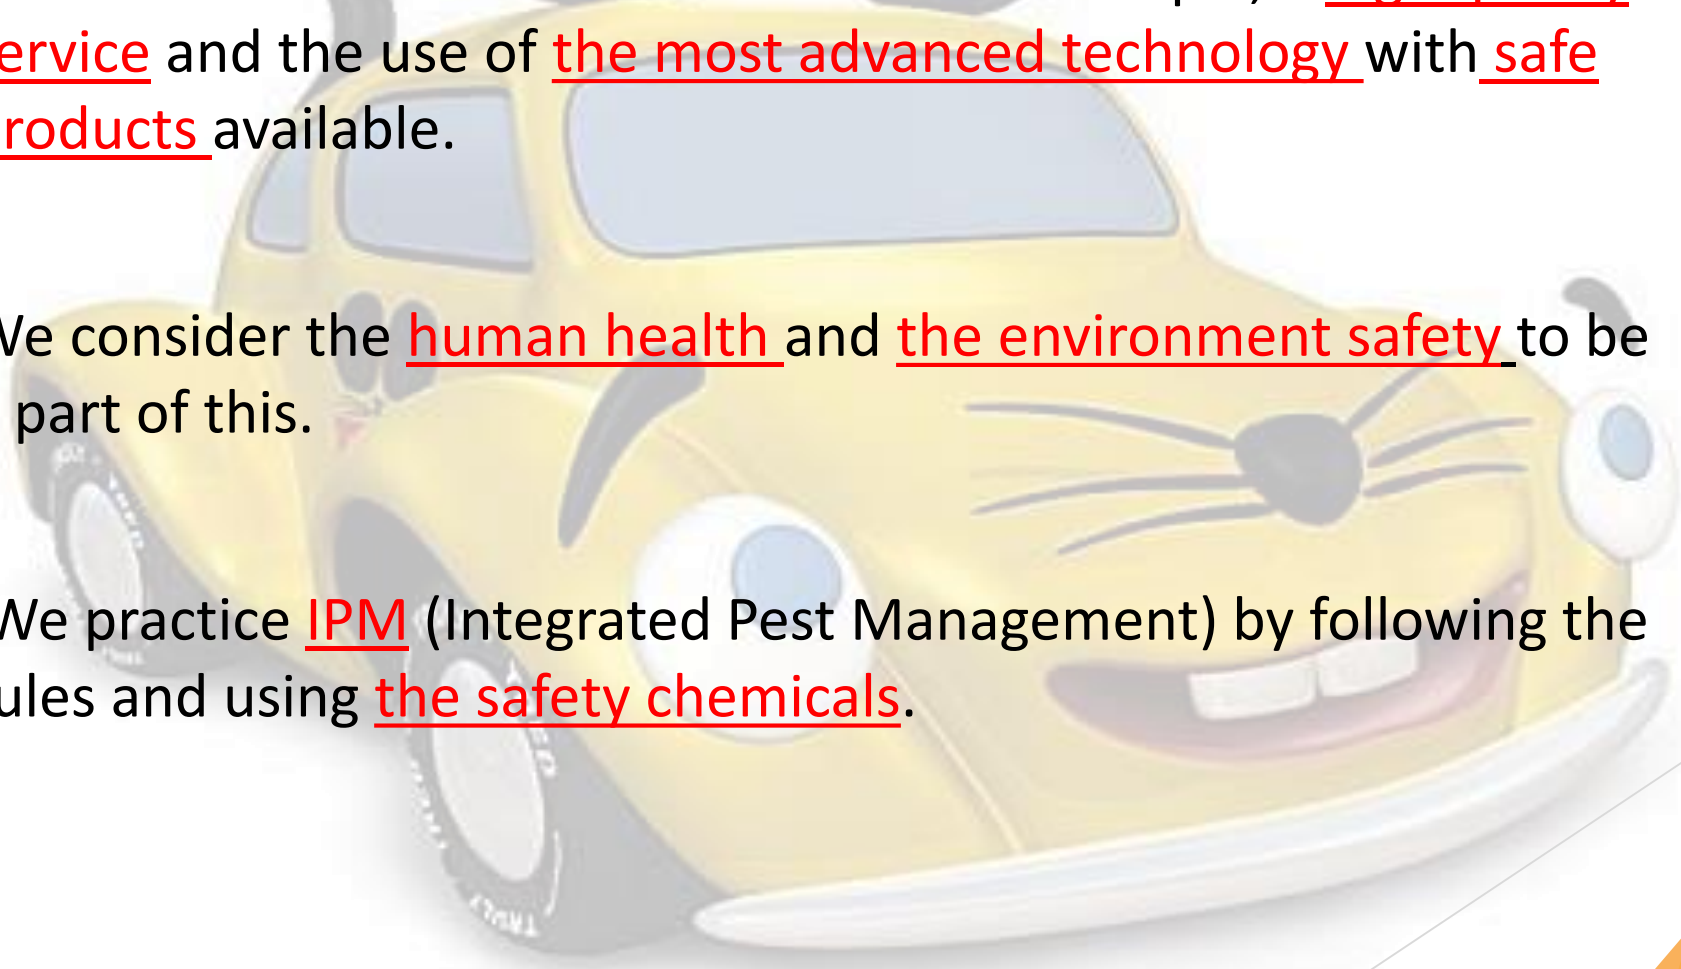 ervice and the use of the most advanced technology with safe
roducts available.
We consider the human health and the environment safety to be
part of this.
We practice IPM (Integrated Pest Management) by following the
ules and using the safety chemicals.